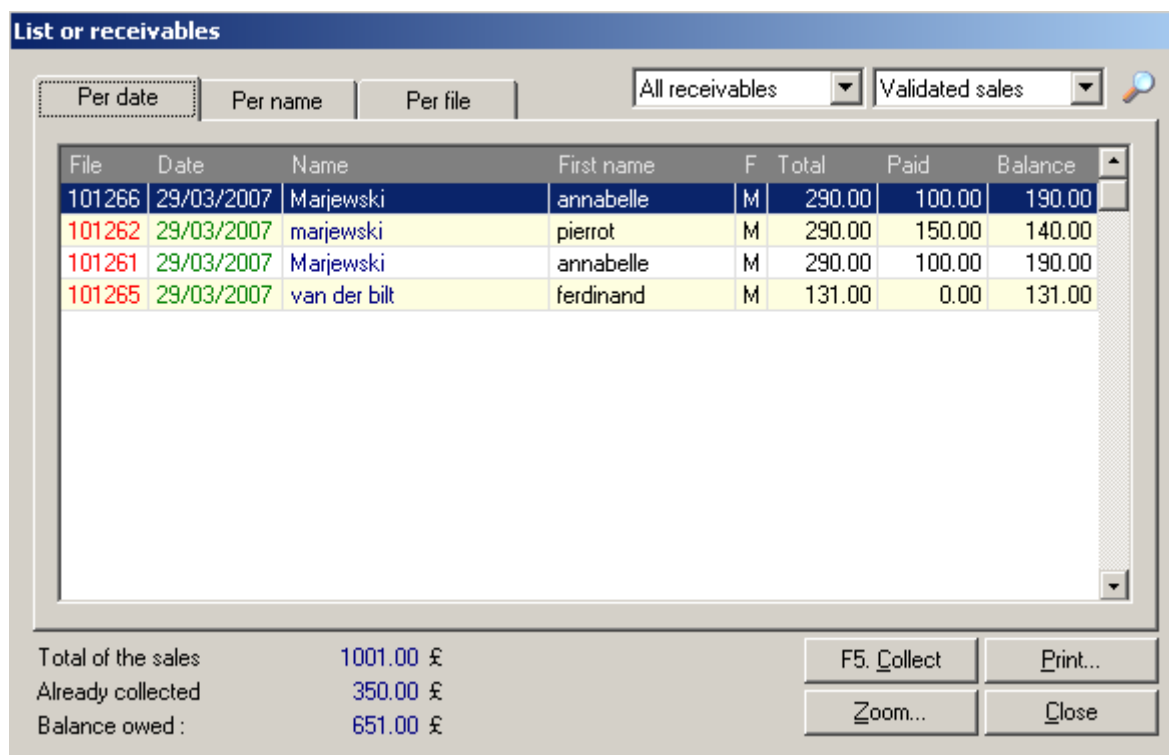 List or receivables
Per date Per name Per file All receivables Validated sales
File Date Name First name F Total Paid Balance
101266 29/03/2007 Marjewski annabelle M 290.00 100.00 190.00
101262 29/03/2007 marjewski pierrot M 290.00 150.00 140.00
101261 29/03/2007 Marjewski annabelle M 290.00 100.00 190.00
101265 29/03/2007 van der bilt ferdinand M 131.00 0.00 131.00
Total of the sales 1001.00 £ F5. Collect Print...
Already collected 350.00 £
Balance owed : 651.00 £ Zoom... Close